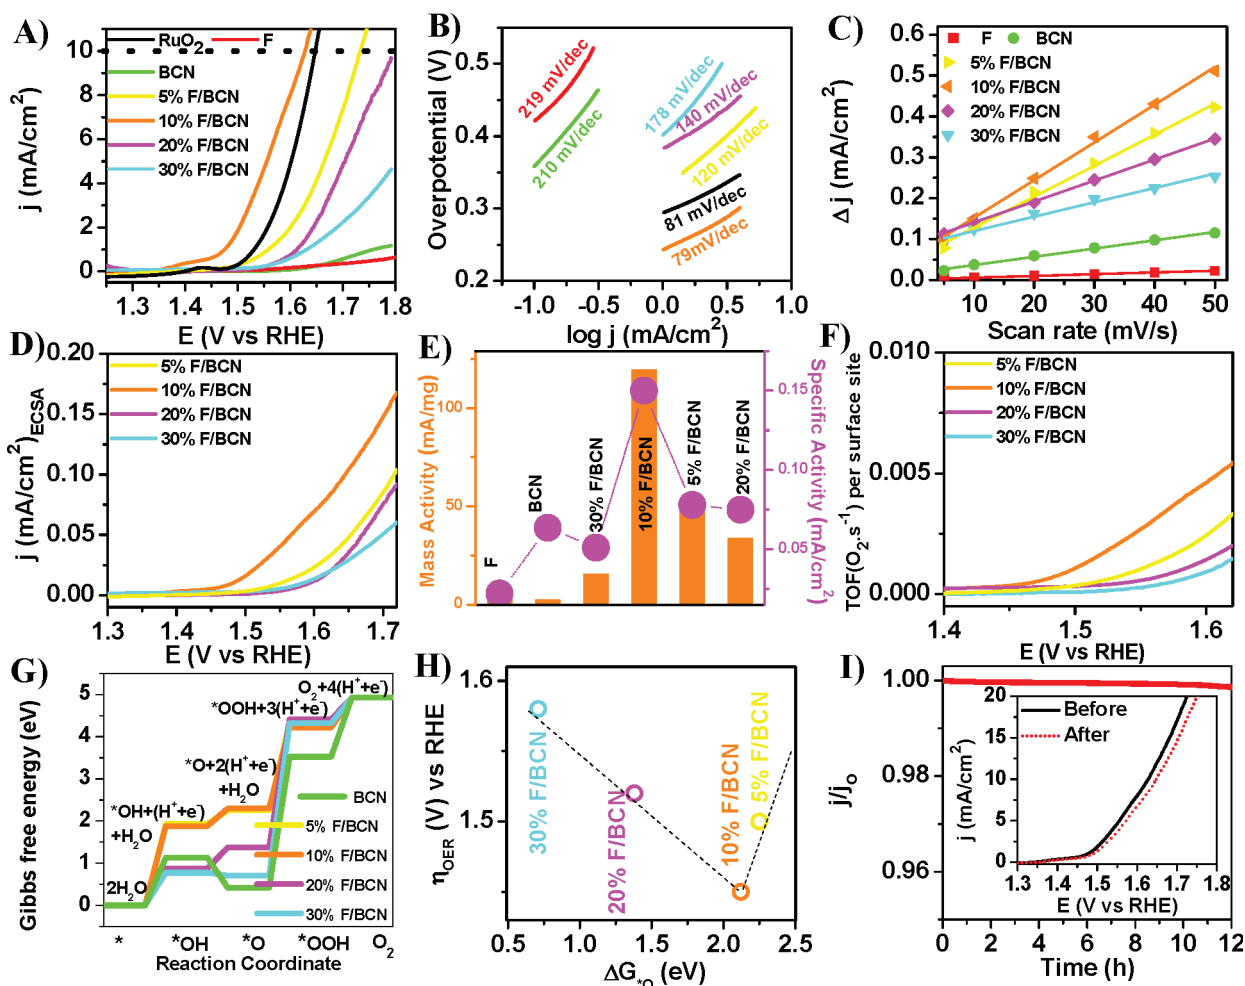 A)
j (mA/cm²)
10
8
6
4
2
0
RuO₂
F
BCN
5% F/BCN
10% F/BCN
20% F/BCN
30% F/BCN
1.3 1.4 1.5 1.6 1.7 1.8
E (V vs RHE)
B)
Overpotential (V)
0.5
0.4
0.3
0.2
219 mV/dec
210 mV/dec
178 mV/dec
140 mV/dec
120 mV/dec
81 mV/dec
79mV/dec
-1.0 -0.5 0.0 0.5 1.0
log j (mA/cm²)
C)
Δ j (mA/cm²)
0.6
0.5
0.4
0.3
0.2
0.1
0.0
F
BCN
5% F/BCN
10% F/BCN
20% F/BCN
30% F/BCN
10 20 30 40 50
Scan rate (mV/s)
D)
j (mA/cm²)ECSA
0.20
0.15
0.10
0.05
0.00
5% F/BCN
10% F/BCN
20% F/BCN
30% F/BCN
1.3 1.4 1.5 1.6 1.7
E (V vs RHE)
E)
Mass Activity (mA/mg)
100
50
0
F
BCN
30% F/BCN
10% F/BCN
5% F/BCN
20% F/BCN
0.15
0.10
0.05
Specific Activity (mA/cm²)
F)
TOF(O₂.s⁻¹) per surface site
0.010
0.005
0.000
5% F/BCN
10% F/BCN
20% F/BCN
30% F/BCN
1.4 1.5 1.6
E (V vs RHE)
G)
Gibbs free energy (eV)
5
4
3
2
1
0
O₂+4(H⁺+e⁻)
*OOH+3(H⁺+e⁻)
*O+2(H⁺+e⁻)
+H₂O
*OH+(H⁺+e⁻)
+H₂O
2H₂O
BCN
5% F/BCN
10% F/BCN
20% F/BCN
30% F/BCN
* *OH *O *OOH O₂
Reaction Coordinate
H)
ηOER (V) vs RHE
1.6
1.5
30% F/BCN
20% F/BCN
10% F/BCN
5% F/BCN
0.5 1.0 1.5 2.0 2.5
ΔG*O (eV)
I)
j/jₒ
1.00
0.98
0.96
Before
After
j (mA/cm²)
20
15
10
5
0
1.3 1.4 1.5 1.6 1.7 1.8
E (V vs RHE)
0 2 4 6 8 10 12
Time (h)